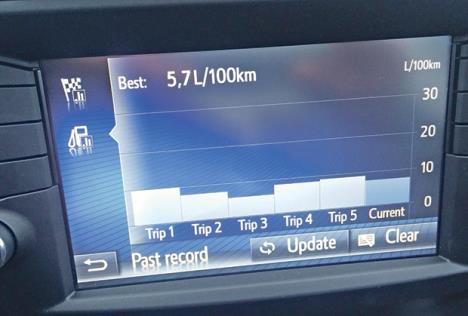 Best: 5,7 L/100km
L/100km
30
20
10
0
Trip 1 Trip 2 Trip 3 Trip 4 Trip 5 Current
Past record Update Clear